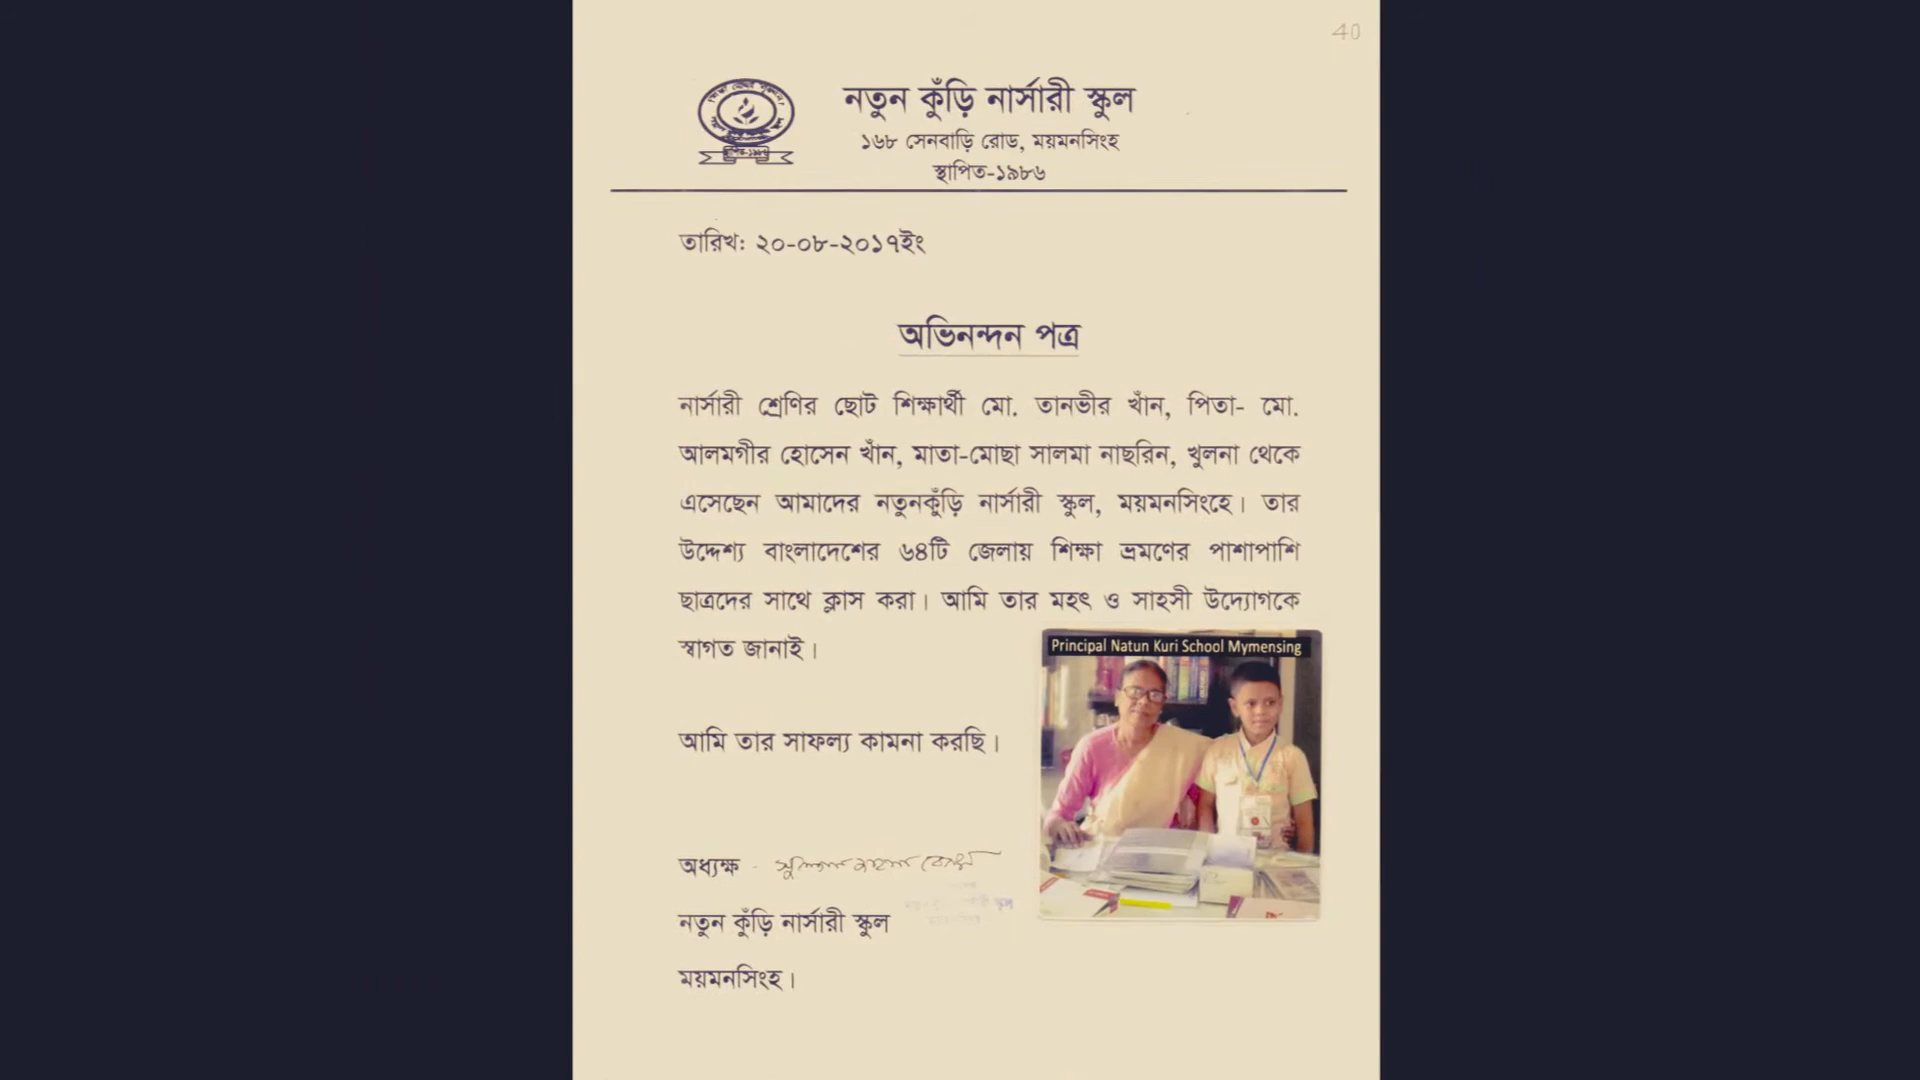 40
নতুন কুঁড়ি নার্সারী স্কুল
১৬৮ সেনবাড়ি রোড, ময়মনসিংহ
স্থাপিত-১৯৮৬
তারিখ: ২০-০৮-২০১৭ইং
অভিনন্দন পত্র
নার্সারী শ্রেণির ছোট শিক্ষার্থী মো. তানভীর খাঁন, পিতা- মো.
আলমগীর হোসেন খাঁন, মাতা-মোছা সালমা নাছরিন, খুলনা থেকে
এসেছেন আমাদের নতুনকুঁড়ি নার্সারী স্কুল, ময়মনসিংহে। তার
উদ্দেশ্য বাংলাদেশের ৬৪টি জেলায় শিক্ষা ভ্রমণের পাশাপাশি
ছাত্রদের সাথে ক্লাস করা। আমি তার মহৎ ও সাহসী উদ্যোগকে
স্বাগত জানাই।
Principal Natun Kuri School Mymensing
আমি তার সাফল্য কামনা করছি।
অধ্যক্ষ -
নতুন কুঁড়ি নার্সারী স্কুল
ময়মনসিংহ।